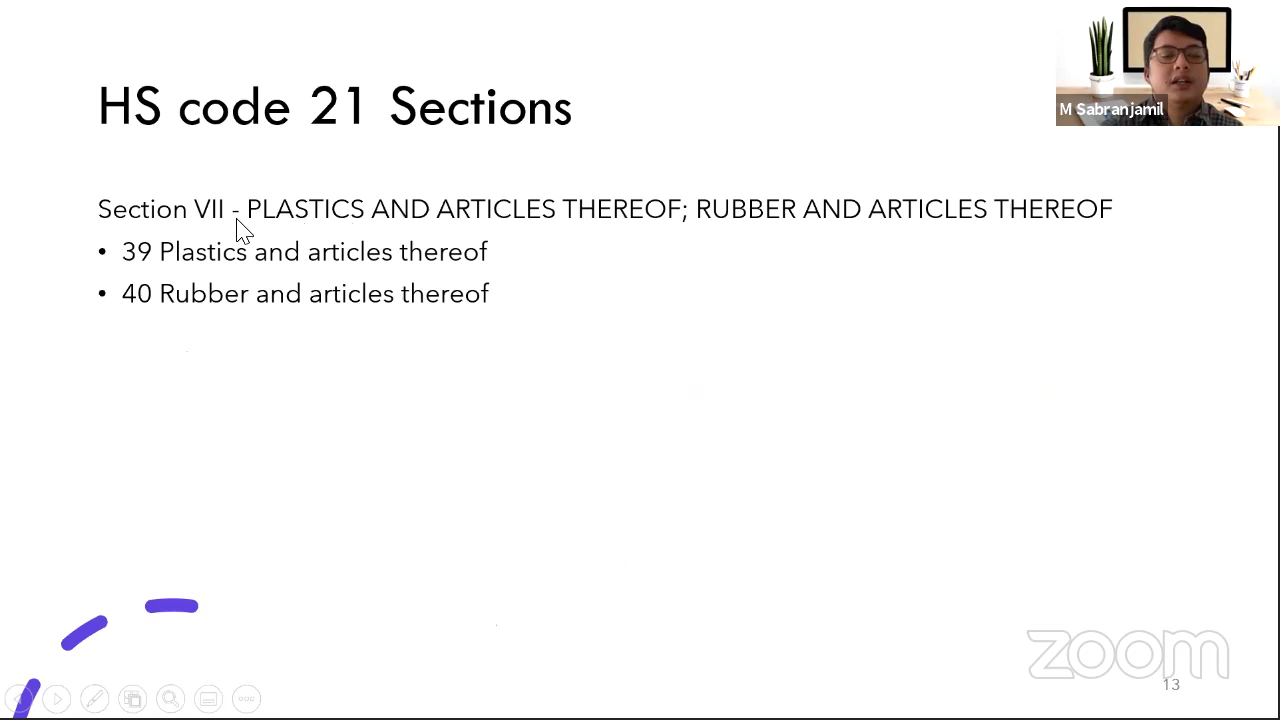 M Sabranjamil
HS code 21 Sections
Section VII - PLASTICS AND ARTICLES THEREOF; RUBBER AND ARTICLES THEREOF
• 39 Plastics and articles thereof
• 40 Rubber and articles thereof
zoom
13